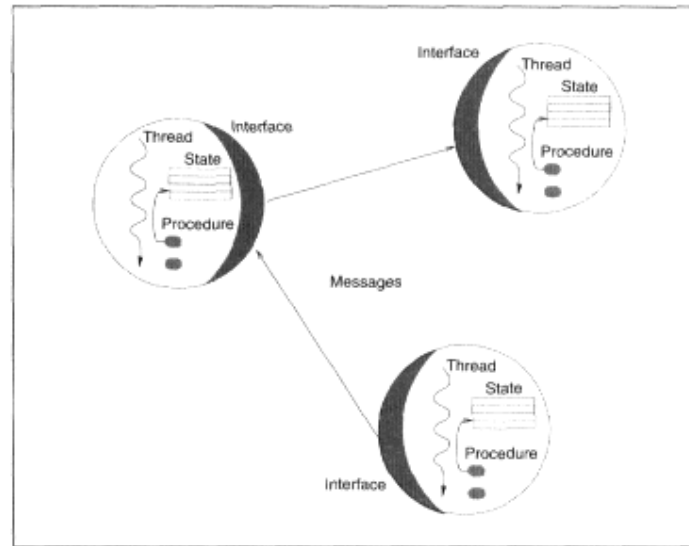 Interface
Thread
State
Procedure
Thread
Interface
State
Procedure
Messages
Thread
State
Procedure
Interface